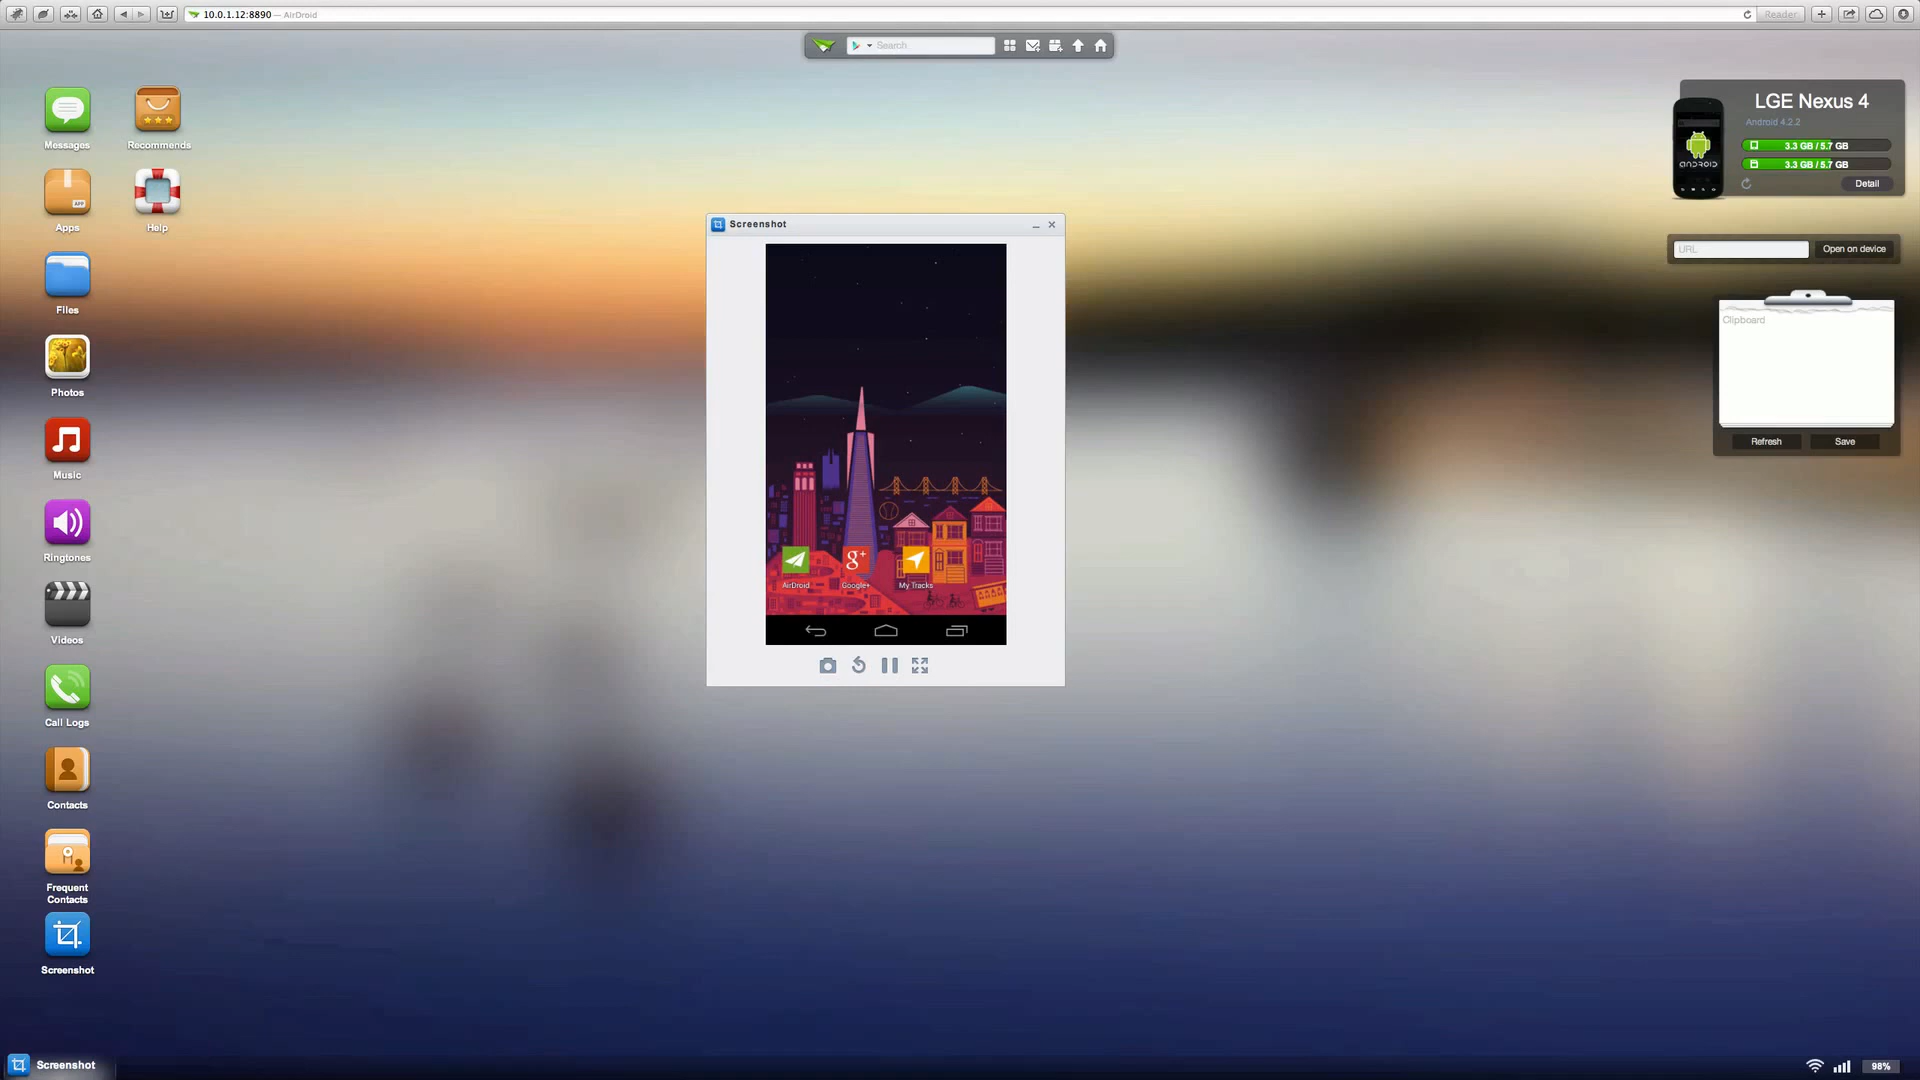 10.0.1.12:8890 — AirDroid
Reader
Search
Messages
Recommends
Apps
APP
Help
Files
Photos
Music
Ringtones
Videos
Call Logs
Contacts
Frequent
Contacts
Screenshot
Screenshot
AirDroid
g+
Google+
My Tracks
LGE Nexus 4
Android 4.2.2
3.3 GB / 5.7 GB
3.3 GB / 5.7 GB
Detail
ANDROID
URL
Open on device
Clipboard
Refresh
Save
Screenshot
98%